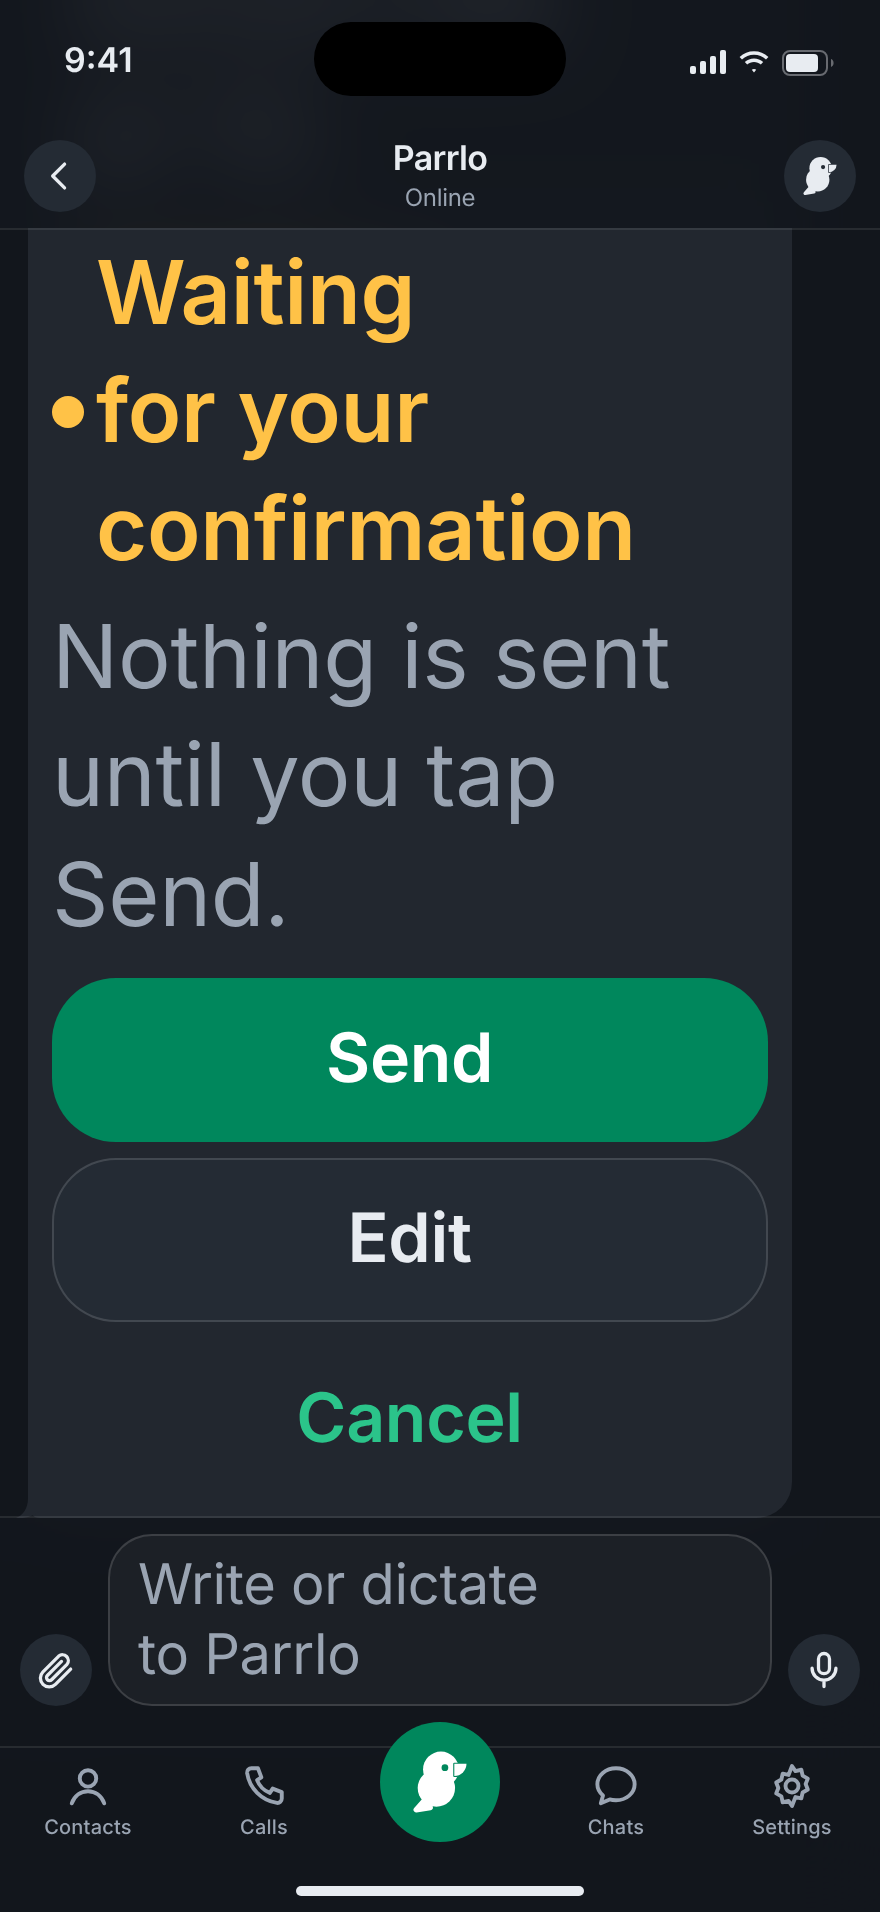 9:41
Parrlo
Online
Waiting
• for your
confirmation
Nothing is sent
until you tap
Send.
Send
Edit
Cancel
Write or dictate
to Parrlo
Contacts
Calls
Chats
Settings